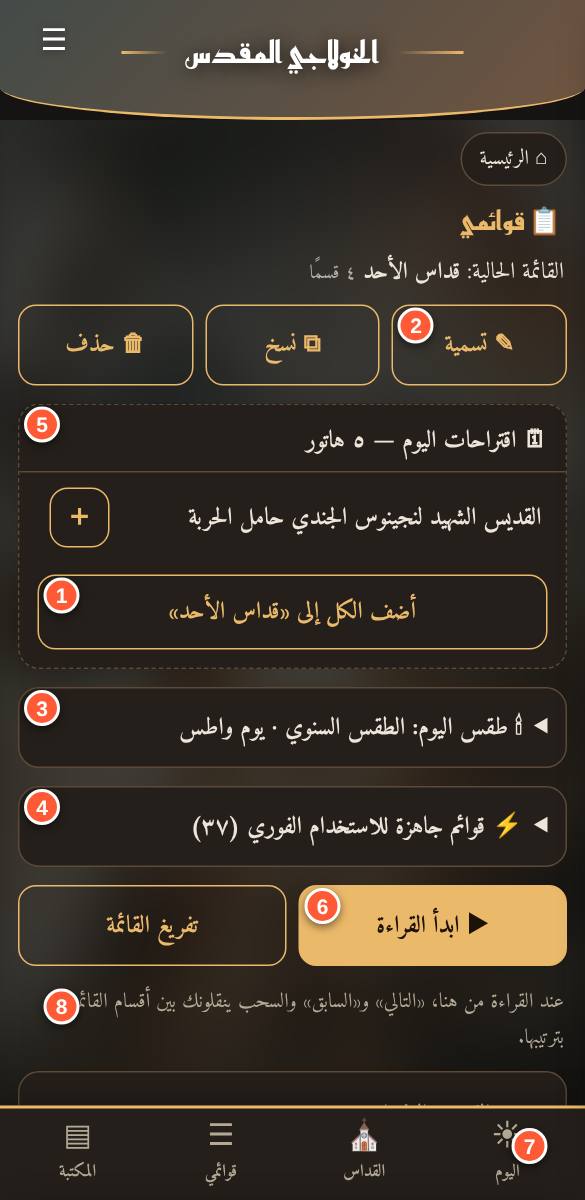 الخولاجي المقدس
الرئيسية
قوائمي
القائمة الحالية: قداس الأحد ٤ قسمًا
تسمية
2
نسخ
حذف
5
اقتراحات اليوم — ٥ هاتور
القديس الشهيد لنجينوس الجندي حامل الحربة
+
1
أضف الكل إلى «قداس الأحد»
3
طقس اليوم: الطقس السنوي · يوم واطس
4
قوائم جاهزة للاستخدام الفوري (٣٧)
ابدأ القراءة
6
تفريغ القائمة
عند القراءة من هنا، «التالي» و«السابق» والسحب ينقلونك بين أقسام
8
بترتيبها.
اليوم
7
القداس
قوائمي
المكتبة